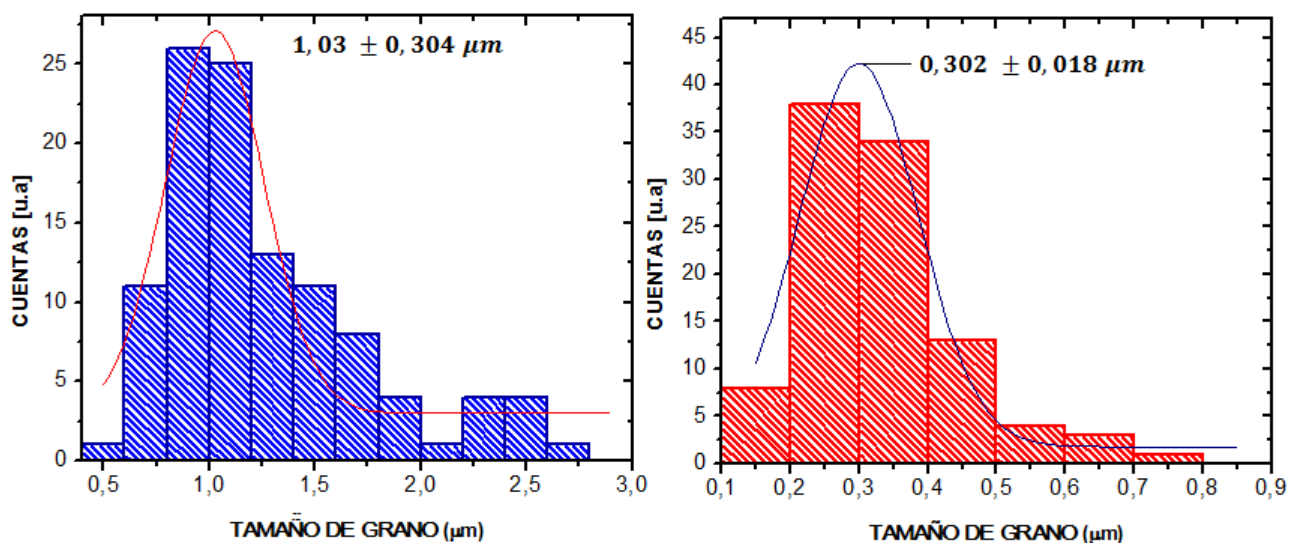 1,03 ± 0,304 μm
CUENTAS [u.a]
25
20
15
10
5
0
0,5 1,0 1,5 2,0 2,5 3,0
TAMAÑO DE GRANO (μm)
0,302 ± 0,018 μm
CUENTAS [u.a]
45
40
35
30
25
20
15
10
5
0
0,1 0,2 0,3 0,4 0,5 0,6 0,7 0,8 0,9
TAMAÑO DE GRANO (μm)